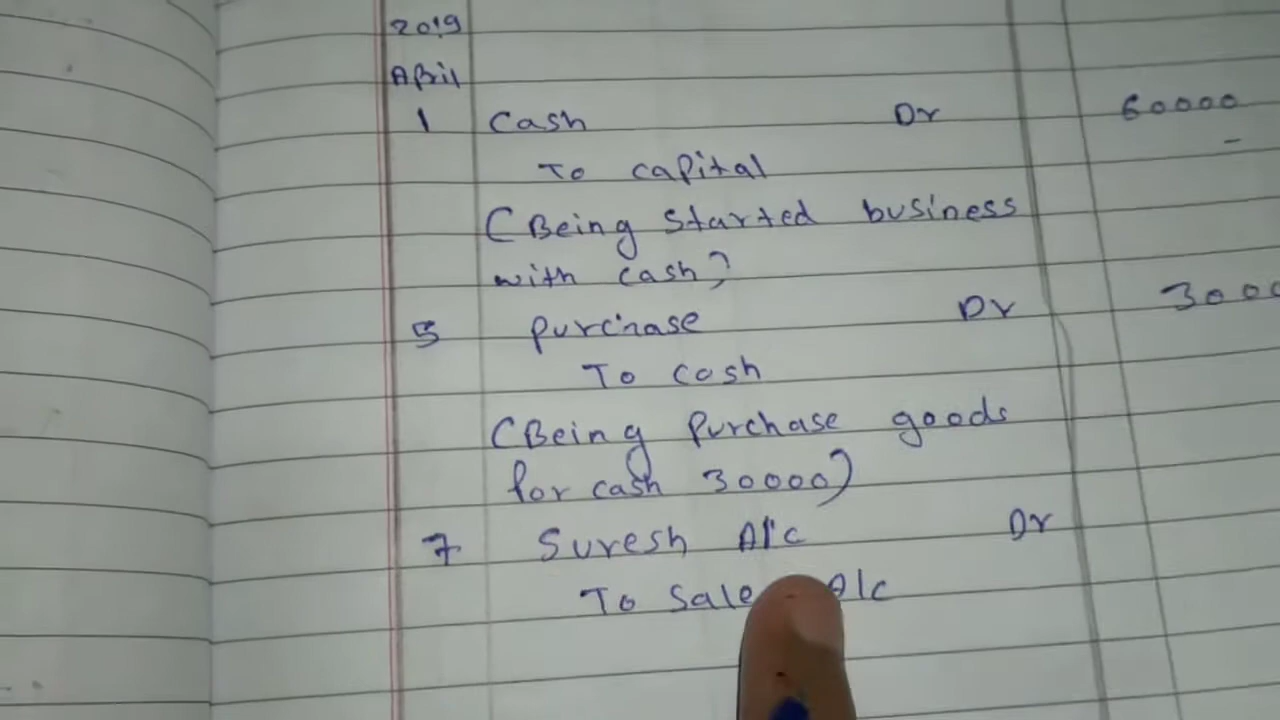 2019
April
1 Cash Dr 60000
To capital
(Being started business
with cash)
5 purchase Dr 3000
To cash
(Being purchase goods
for cash 30000)
7 Suresh A/c Dr
To Sale A/c